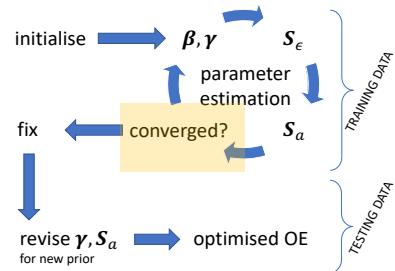 initialise
β, γ
S_ϵ
parameter
estimation
fix
converged?
S_a
TRAINING DATA
revise γ, S_a
for new prior
optimised OE
TESTING DATA